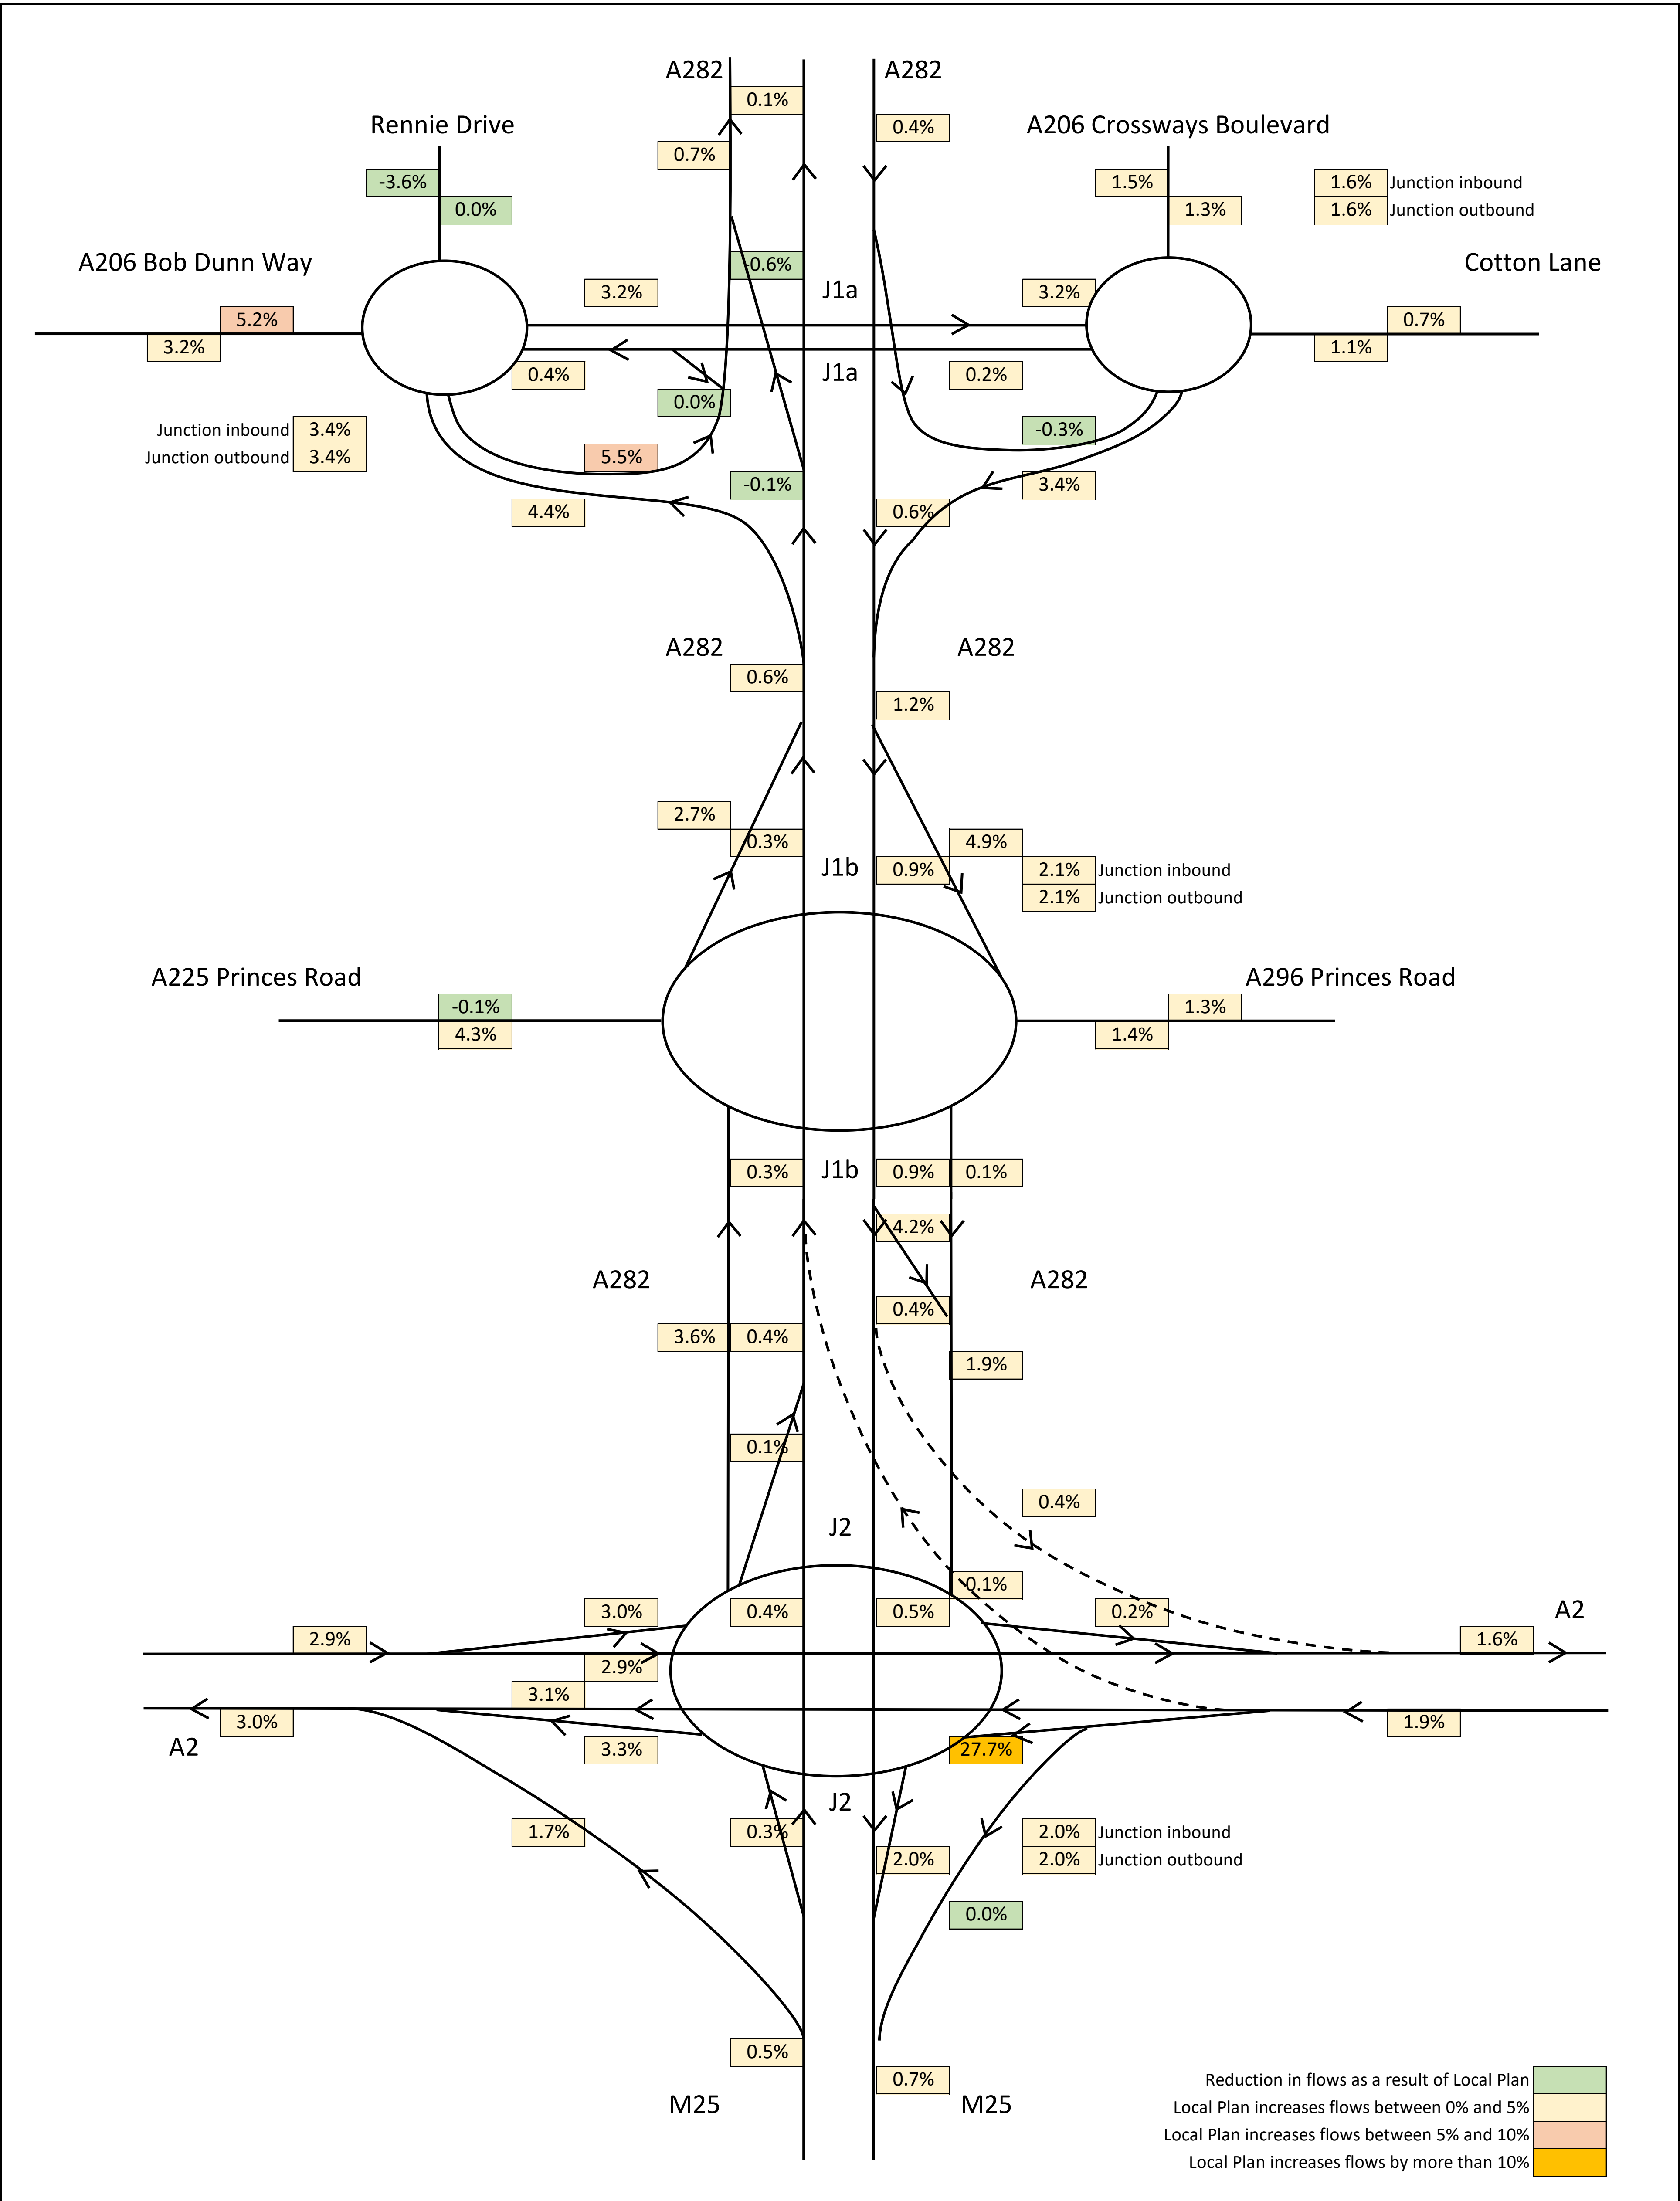 A282
A282
0.1%
0.4%
Rennie Drive
A206 Crossways Boulevard
0.7%
-3.6%
0.0%
1.5%
1.3%
1.6% Junction inbound
1.6% Junction outbound
A206 Bob Dunn Way
-0.6%
Cotton Lane
3.2%
J1a
3.2%
5.2%
3.2%
0.7%
1.1%
0.4%
J1a
0.2%
0.0%
Junction inbound 3.4%
Junction outbound 3.4%
-0.3%
5.5%
-0.1%
3.4%
4.4%
0.6%
A282
A282
0.6%
1.2%
2.7%
0.3%
4.9%
J1b
0.9%
2.1% Junction inbound
2.1% Junction outbound
A225 Princes Road
A296 Princes Road
-0.1%
4.3%
1.3%
1.4%
0.3%
J1b
0.9%
0.1%
4.2%
A282
A282
0.4%
3.6%
0.4%
1.9%
0.1%
0.4%
J2
0.1%
3.0%
0.4%
0.5%
0.2%
A2
2.9%
1.6%
2.9%
3.1%
3.0%
1.9%
A2
3.3%
27.7%
J2
1.7%
0.3%
2.0% Junction inbound
2.0%
2.0% Junction outbound
0.0%
0.5%
0.7%
M25
M25
Reduction in flows as a result of Local Plan
Local Plan increases flows between 0% and 5%
Local Plan increases flows between 5% and 10%
Local Plan increases flows by more than 10%